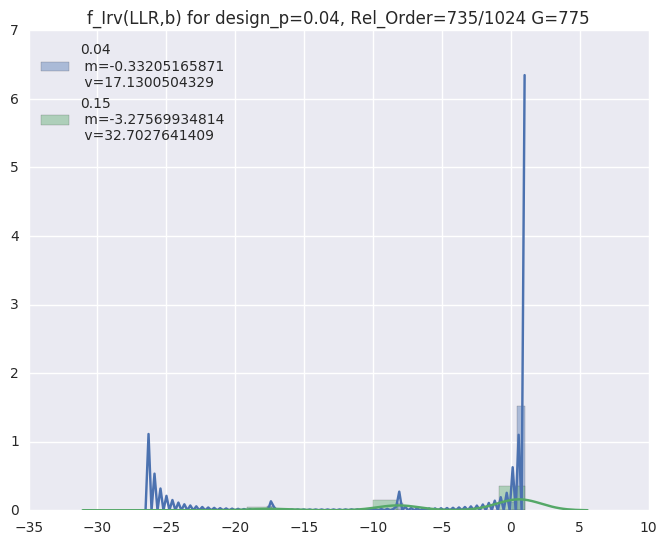 f_Irv(LLR,b) for design_p=0.04, Rel_Order=735/1024 G=775
7
0.04
m=-0.33205165871
v=17.1300504329
6
0.15
m=-3.27569934814
v=32.7027641409
5
4
3
2
1
0
−35 −30 −25 −20 −15 −10 −5 0 5 10